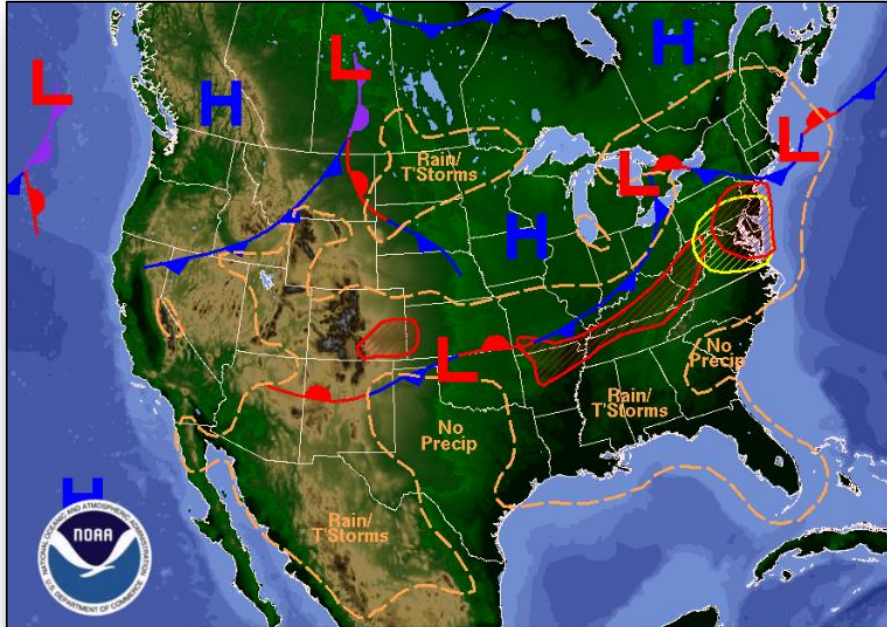 L
H
L
H
L
L
Rain/
T'Storms
H
L
No
Precip
No
Precip
Rain/
T'Storms
Rain/
T'Storms
H
NATIONAL OCEANIC AND ATMOSPHERIC ADMINISTRATION
NOAA
U.S. DEPARTMENT OF COMMERCE